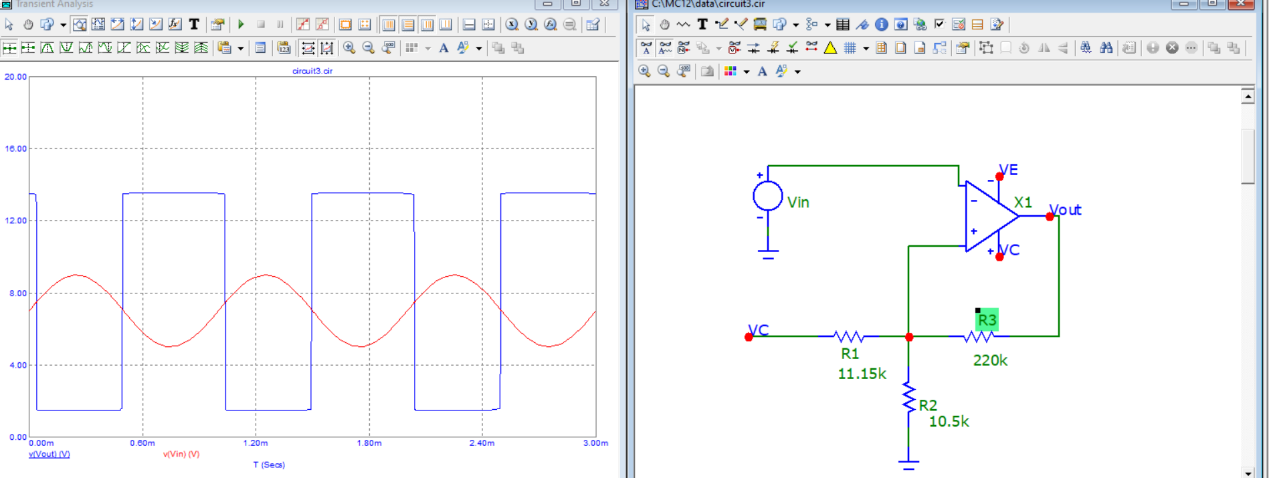 Transient Analysis
circuit3.cir
20.00
16.00
12.00
8.00
4.00
0.00
0.00m 0.60m 1.20m 1.80m 2.40m 3.00m
v(Vout) (V) v(Vin) (V)
T (Secs)
C:\MC12\data\circuit3.cir
VE
Vin
X1
Vout
VC
R3
VC
R1
220k
11.15k
R2
10.5k